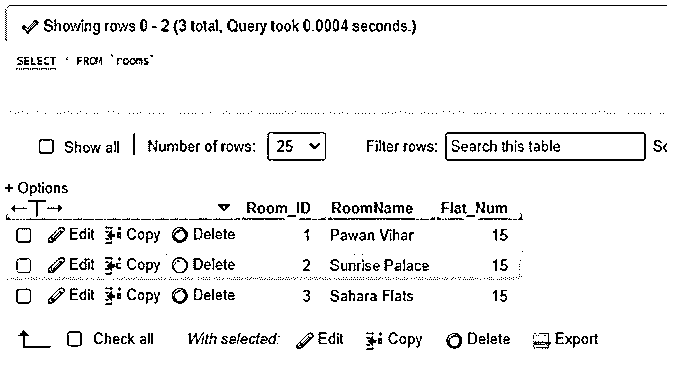 Showing rows 0 - 2 (3 total, Query took 0.0004 seconds.)
SELECT * FROM `rooms`
Show all | Number of rows: 25 Filter rows: Search this table
+ Options
←T→ Room_ID RoomName Flat_Num
Edit Copy Delete 1 Pawan Vihar 15
Edit Copy Delete 2 Sunrise Palace 15
Edit Copy Delete 3 Sahara Flats 15
Check all With selected: Edit Copy Delete Export